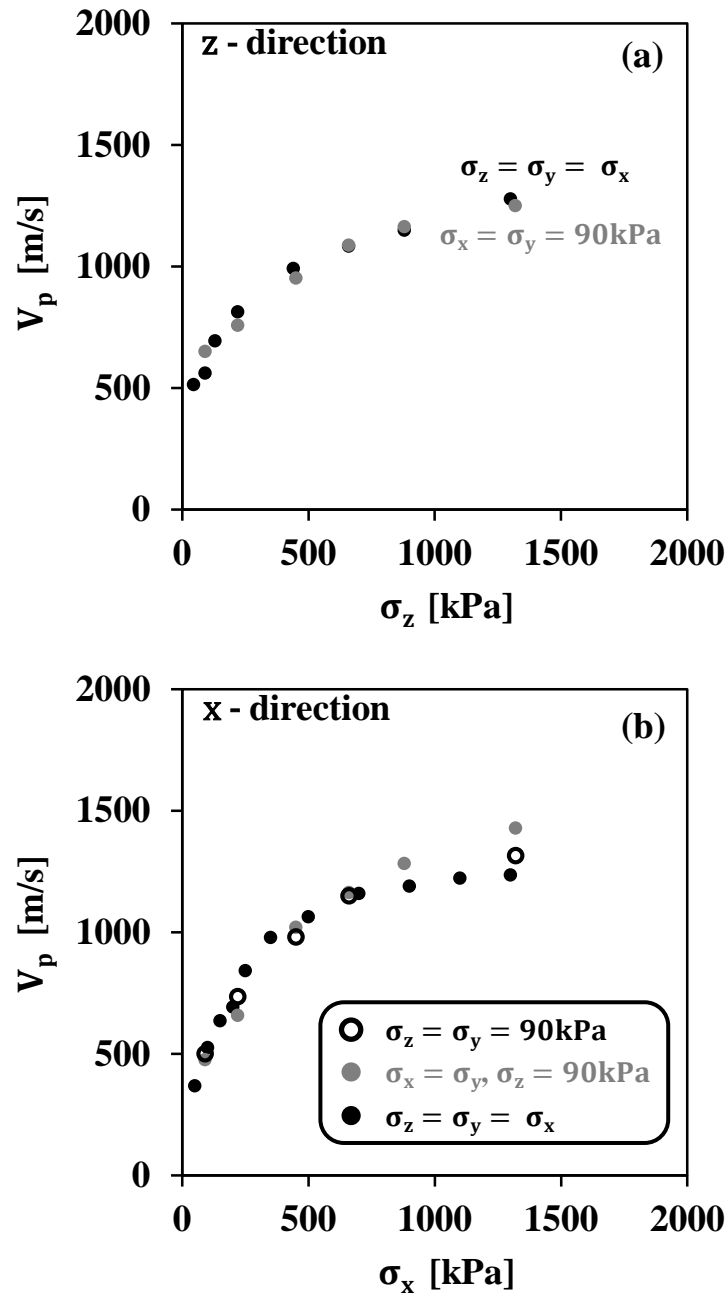 2000
z - direction
(a)
1500
σz = σy = σx
Vp [m/s]
1000
σx = σy = 90kPa
500
0
0 500 1000 1500 2000
σz [kPa]
2000
x - direction
(b)
1500
Vp [m/s]
1000
500
σz = σy = 90kPa
σx = σy, σz = 90kPa
σz = σy = σx
0
0 500 1000 1500 2000
σx [kPa]